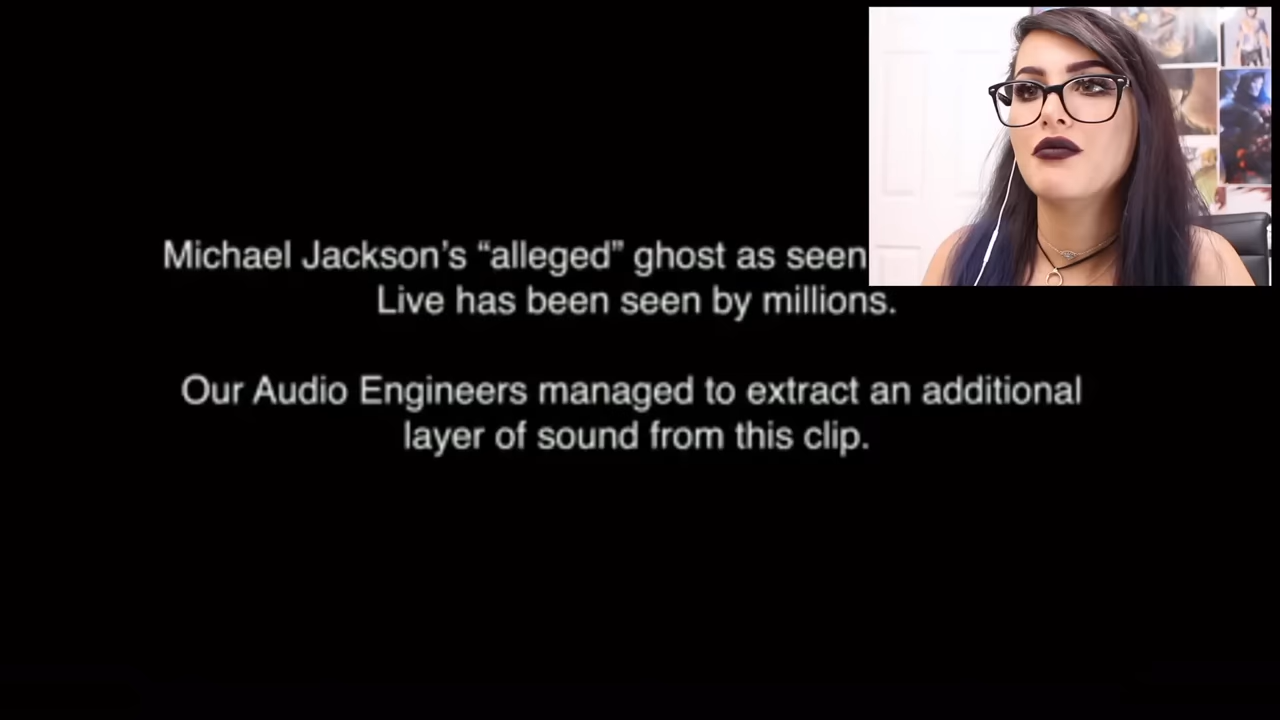 Michael Jackson's “alleged” ghost as seen
Live has been seen by millions.
Our Audio Engineers managed to extract an additional
layer of sound from this clip.